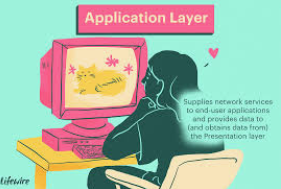 Application Layer
Supplies network services
to end-user applications
and provides data to
(and obtains data from)
the Presentation layer
Lifewire